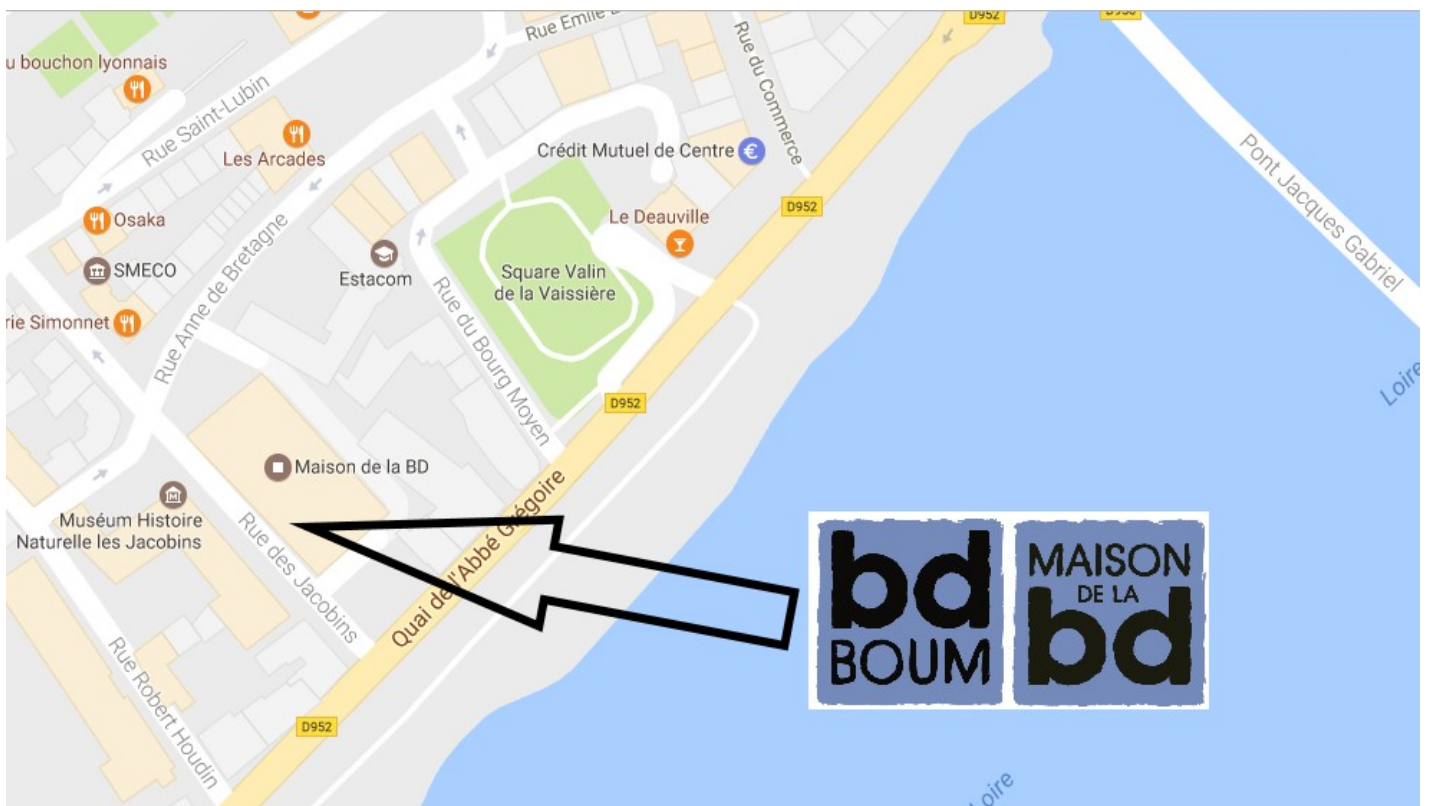 D952
Rue Emile
u bouchon lyonnais
Rue Saint-Lubin
Les Arcades
Rue du Commerce
Crédit Mutuel de Centre €
Pont Jacques Gabriel
D952
Osaka
Le Deauville
Rue Anne de Bretagne
SMECO
Estacom
Square Valin
de la Vaissière
rie Simonnet
Rue du Bourg Moyen
Loire
D952
Maison de la BD
Muséum Histoire
Naturelle les Jacobins
M
Rue des Jacobins
Quai de l'Abbé Grégoire
bd
BOUM
MAISON
DE LA
bd
Rue Robert Houdin
D952
oire